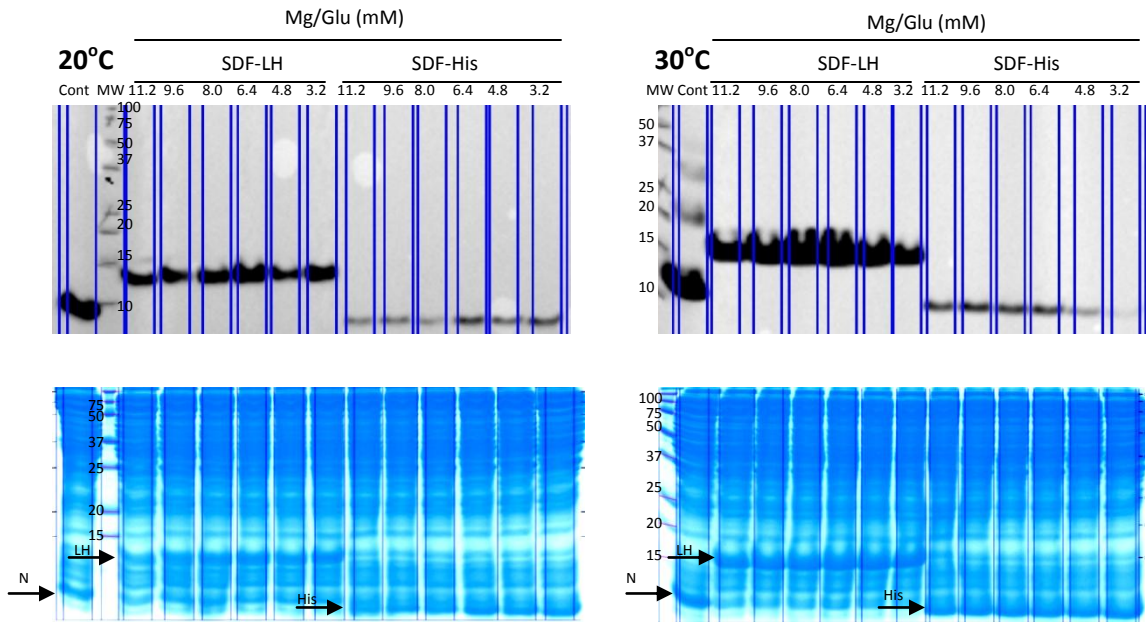 Mg/Glu (mM)
20°C
SDF-LH
SDF-His
Cont MW 11.2 9.6 8.0 6.4 4.8 3.2 11.2 9.6 8.0 6.4 4.8 3.2
100
75
50
37
25
20
15
10
75
50
37
25
20
15
LH
N
His
Mg/Glu (mM)
30°C
SDF-LH
SDF-His
MW Cont 11.2 9.6 8.0 6.4 4.8 3.2 11.2 9.6 8.0 6.4 4.8 3.2
50
37
25
20
15
10
100
75
50
37
25
20
15
LH
N
His